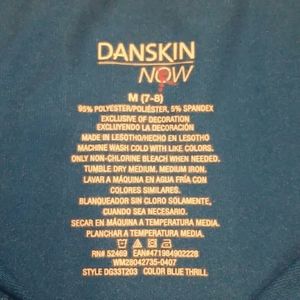 DANSKIN
NOW
M (7-8)
95% POLYESTER/POLIÉSTER, 5% SPANDEX
EXCLUSIVE OF DECORATION
EXCLUYENDO LA DECORACIÓN
MADE IN LESOTHO/HECHO EN LESOTHO
MACHINE WASH COLD WITH LIKE COLORS.
ONLY NON-CHLORINE BLEACH WHEN NEEDED.
TUMBLE DRY MEDIUM. MEDIUM IRON.
LAVAR A MÁQUINA EN AGUA FRÍA CON
COLORES SIMILARES.
BLANQUEADOR SIN CLORO SOLAMENTE,
CUANDO SEA NECESARIO.
SECAR EN MÁQUINA A TEMPERATURA MEDIA.
PLANCHAR A TEMPERATURA MEDIA.
RN# 52469 EAN#471984902228
WM28042735-0407
STYLE DG33T203 COLOR BLUE THRILL